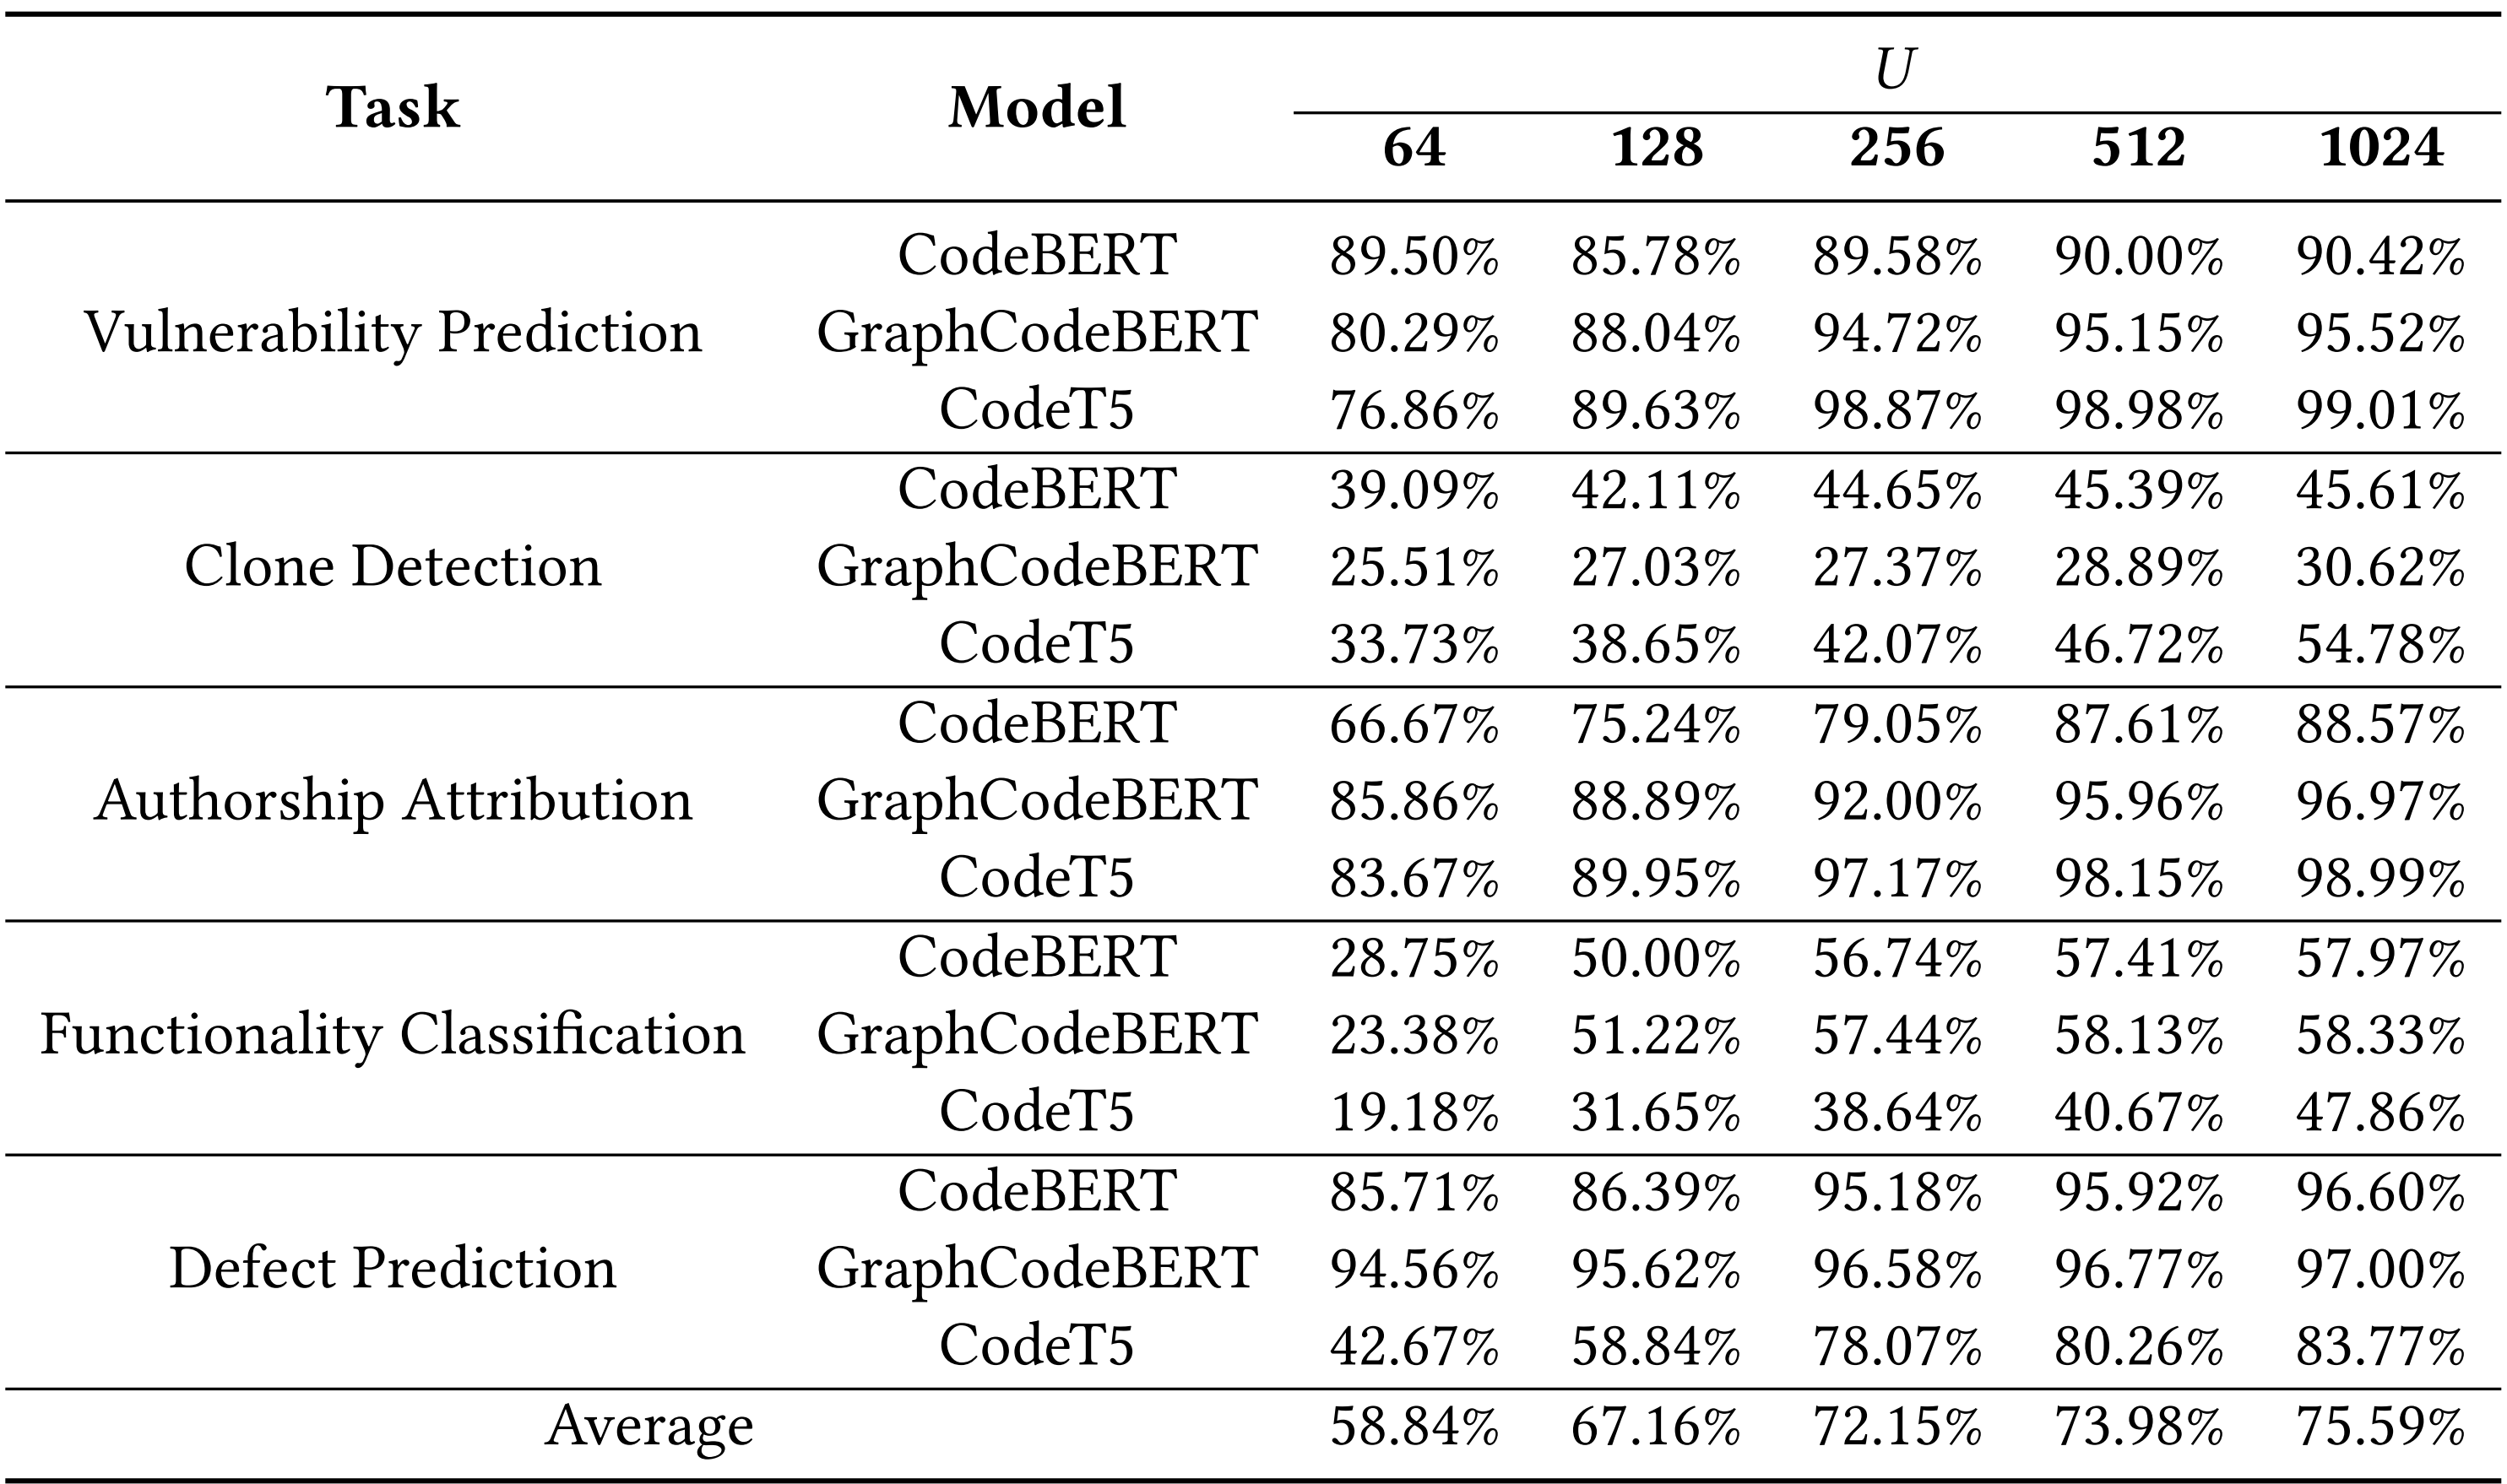 Task Model U
64 128 256 512 1024
CodeBERT 89.50% 85.78% 89.58% 90.00% 90.42%
Vulnerability Prediction GraphCodeBERT 80.29% 88.04% 94.72% 95.15% 95.52%
CodeT5 76.86% 89.63% 98.87% 98.98% 99.01%
CodeBERT 39.09% 42.11% 44.65% 45.39% 45.61%
Clone Detection GraphCodeBERT 25.51% 27.03% 27.37% 28.89% 30.62%
CodeT5 33.73% 38.65% 42.07% 46.72% 54.78%
CodeBERT 66.67% 75.24% 79.05% 87.61% 88.57%
Authorship Attribution GraphCodeBERT 85.86% 88.89% 92.00% 95.96% 96.97%
CodeT5 83.67% 89.95% 97.17% 98.15% 98.99%
CodeBERT 28.75% 50.00% 56.74% 57.41% 57.97%
Functionality Classification GraphCodeBERT 23.38% 51.22% 57.44% 58.13% 58.33%
CodeT5 19.18% 31.65% 38.64% 40.67% 47.86%
CodeBERT 85.71% 86.39% 95.18% 95.92% 96.60%
Defect Prediction GraphCodeBERT 94.56% 95.62% 96.58% 96.77% 97.00%
CodeT5 42.67% 58.84% 78.07% 80.26% 83.77%
Average 58.84% 67.16% 72.15% 73.98% 75.59%